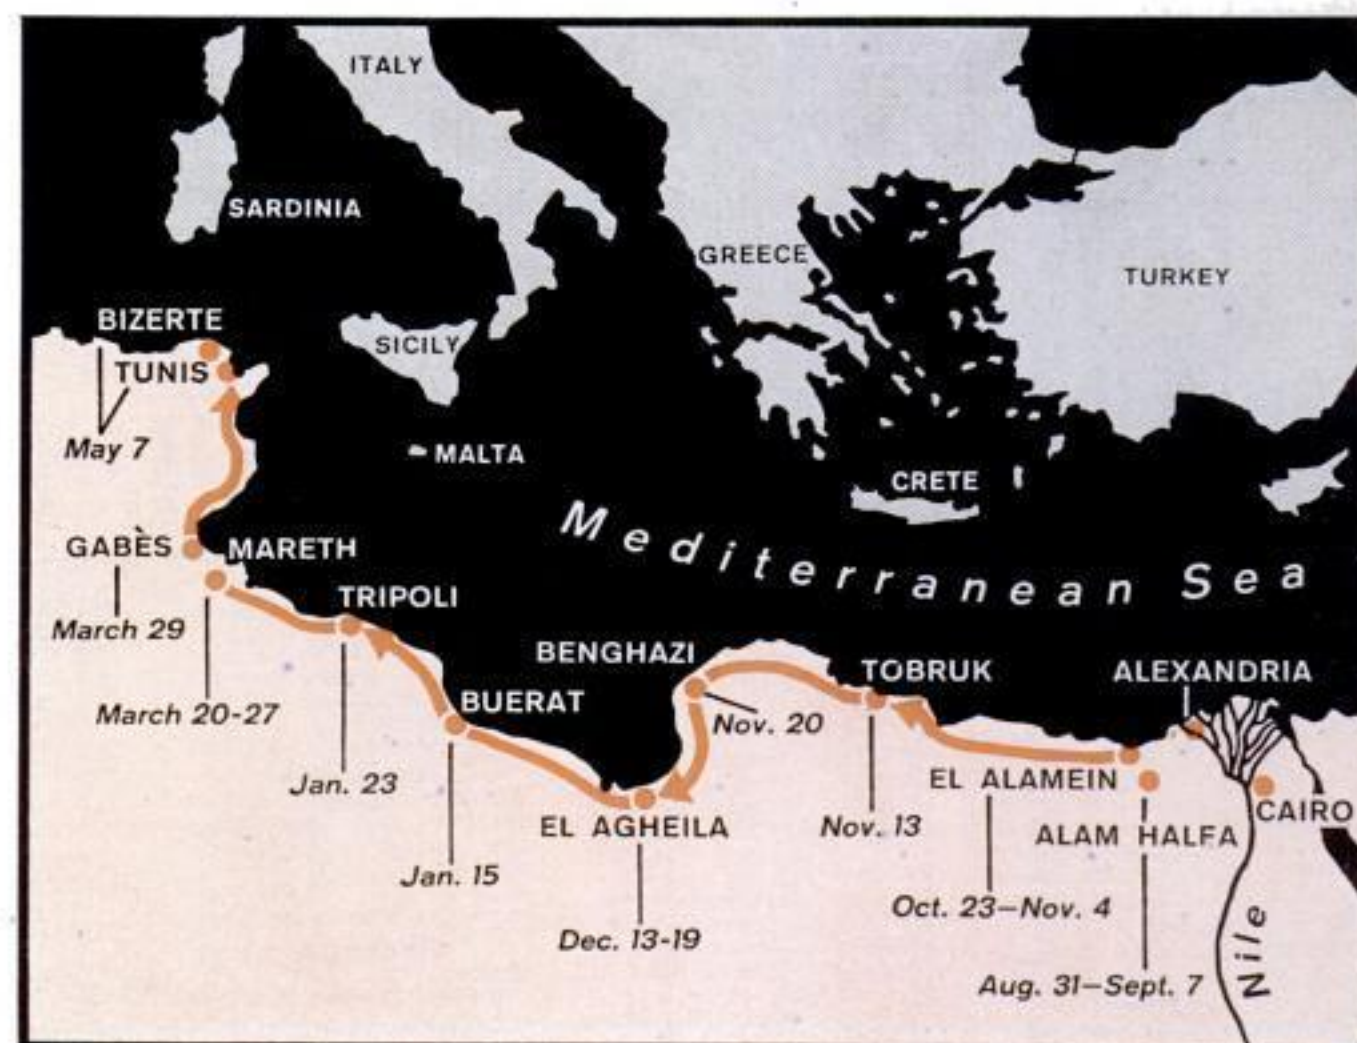 ITALY
SARDINIA
GREECE
TURKEY
BIZERTE
SICILY
TUNIS
May 7
MALTA
CRETE
Mediterranean Sea
GABÈS
MARETH
TRIPOLI
March 29
BENGHAZI
TOBRUK
ALEXANDRIA
BUERAT
March 20-27
Nov. 20
Jan. 23
EL ALAMEIN
CAIRO
EL AGHEILA
Nov. 13
ALAM HALFA
Jan. 15
Oct. 23–Nov. 4
Dec. 13-19
Nile
Aug. 31–Sept. 7